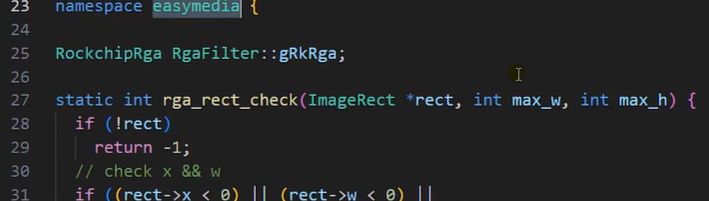 23 namespace easymedia {
24
25 RockchipRga RgaFilter::gRkRga;
26
27 static int rga_rect_check(ImageRect *rect, int max_w, int max_h) {
28 if (!rect)
29 return -1;
30 // check x && w
31 if ((rect->x < 0) || (rect->w < 0) ||